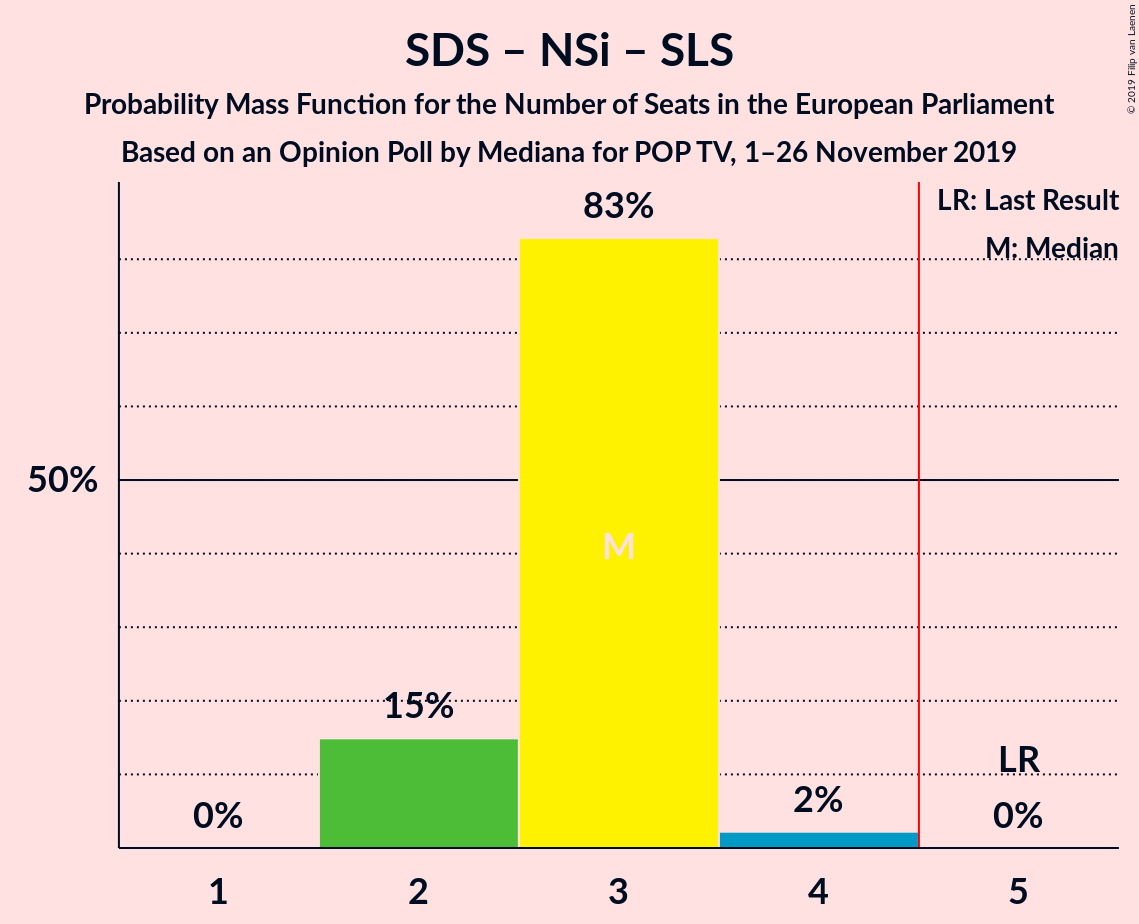 SDS – NSi – SLS
Probability Mass Function for the Number of Seats in the European Parliament
Based on an Opinion Poll by Mediana for POP TV, 1–26 November 2019
© 2019 Filip van Laenen
LR: Last Result
M: Median
83%
50%
M
15%
LR
0%
2%
0%
1 2 3 4 5